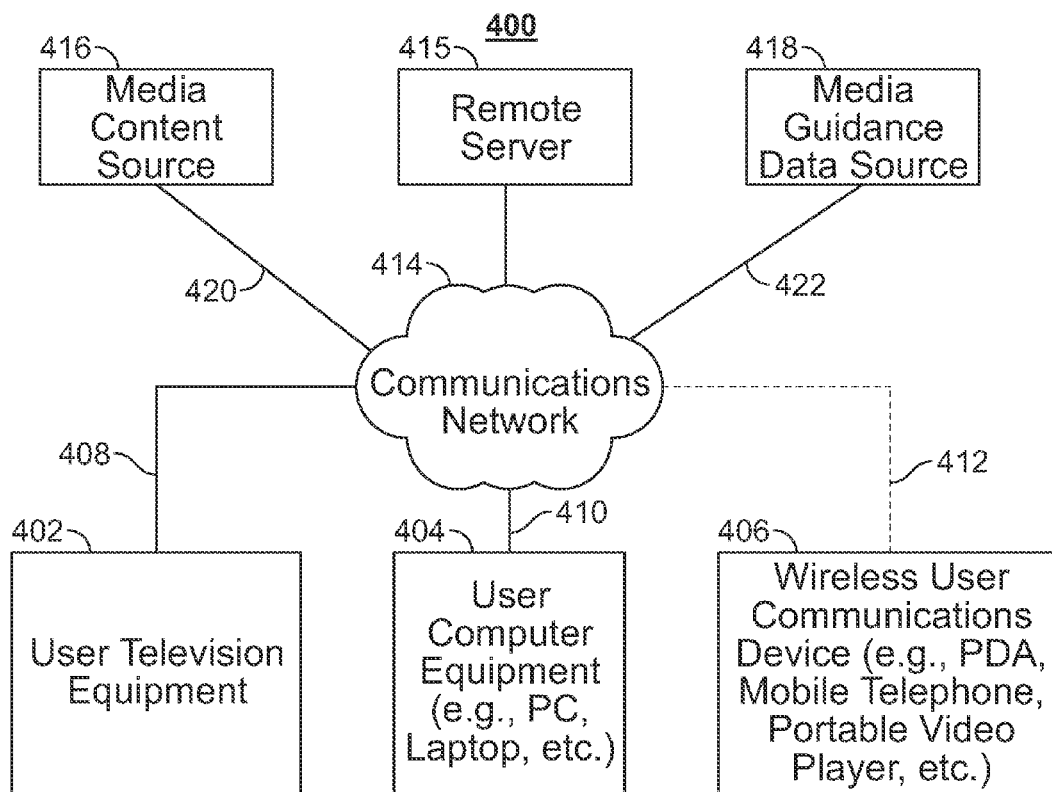 400
416
Media
Content
Source
415
Remote
Server
418
Media
Guidance
Data Source
420
414
422
Communications
Network
408
412
410
402
User Television
Equipment
404
User
Computer
Equipment
(e.g., PC,
Laptop, etc.)
406
Wireless User
Communications
Device (e.g., PDA,
Mobile Telephone,
Portable Video
Player, etc.)